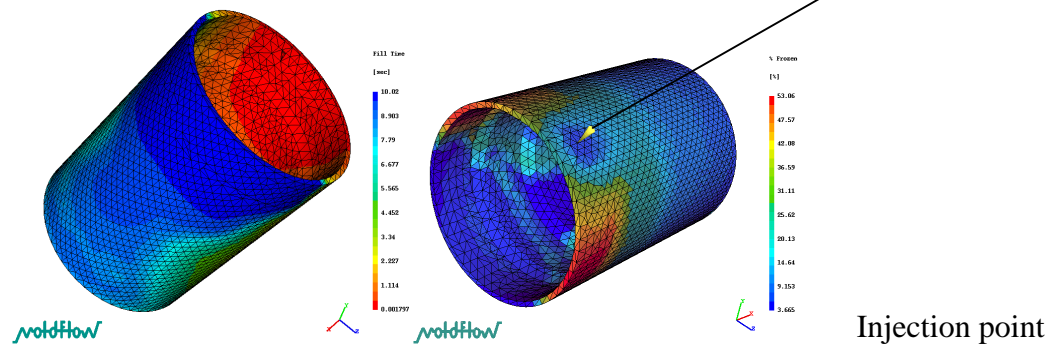 Fill Time
[sec]
10.02
8.903
7.79
6.677
5.565
4.452
3.34
2.227
1.114
0.001797
Y
X
Z
moldflow
% Frozen
[%]
53.06
47.57
42.08
36.59
31.11
25.62
20.13
14.64
9.153
3.665
Y
X
Z
moldflow
Injection point